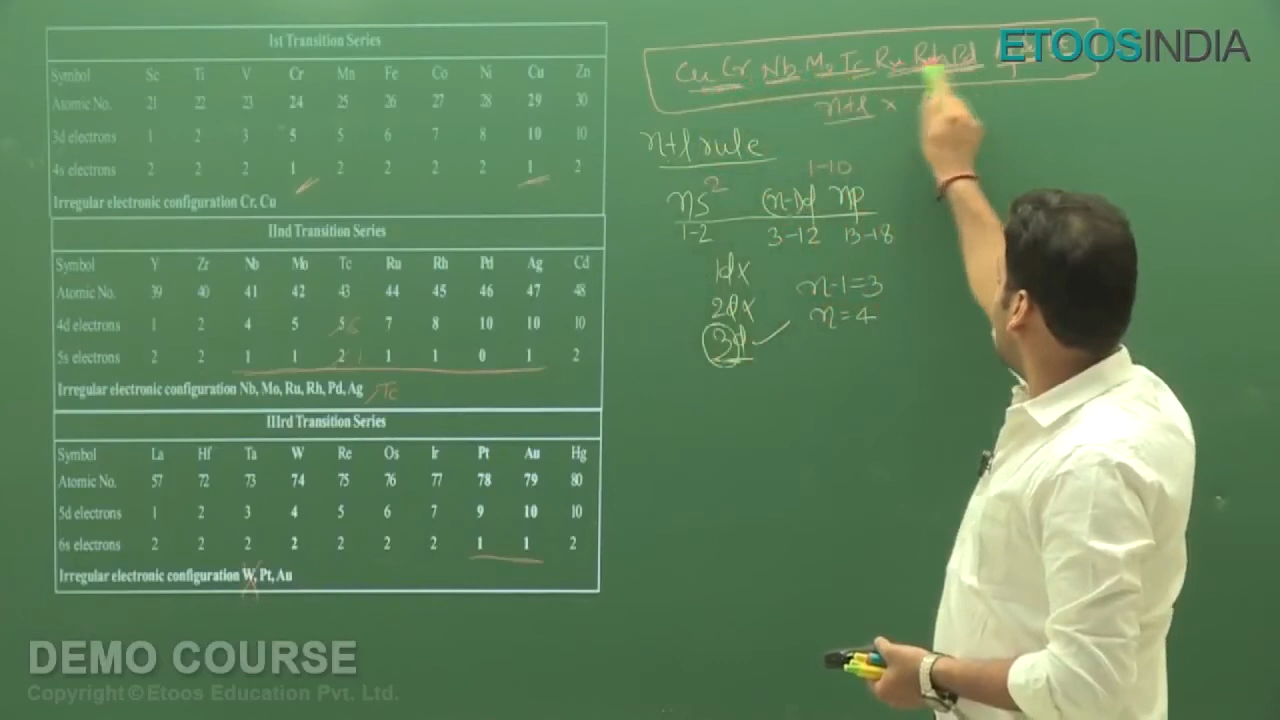 Ist Transition Series
Symbol Sc Ti V Cr Mn Fe Co Ni Cu Zn
Atomic No. 21 22 23 24 25 26 27 28 29 30
3d electrons 1 2 3 5 5 6 7 8 10 10
4s electrons 2 2 2 1 2 2 2 2 1 2
Irregular electronic configuration Cr, Cu
IInd Transition Series
Symbol Y Zr Nb Mo Tc Ru Rh Pd Ag Cd
Atomic No. 39 40 41 42 43 44 45 46 47 48
4d electrons 1 2 4 5 5 7 8 10 10 10
5s electrons 2 2 1 1 2 1 1 0 1 2
Irregular electronic configuration Nb, Mo, Ru, Rh, Pd, Ag , Tc
IIIrd Transition Series
Symbol La Hf Ta W Re Os Ir Pt Au Hg
Atomic No. 57 72 73 74 75 76 77 78 79 80
5d electrons 1 2 3 4 5 6 7 9 10 10
6s electrons 2 2 2 2 2 2 2 1 1 2
Irregular electronic configuration W, Pt, Au
ETOOSINDIA
Cu Cr Nb Mo Tc Ru Rh Pd
n+l x
n+l rule
1-10
ns² (n-1)d np
1-2 3-12 13-18
1d x
2d x
3d
n-1=3
n=4
DEMO COURSE
Copyright © Etoos Education Pvt. Ltd.